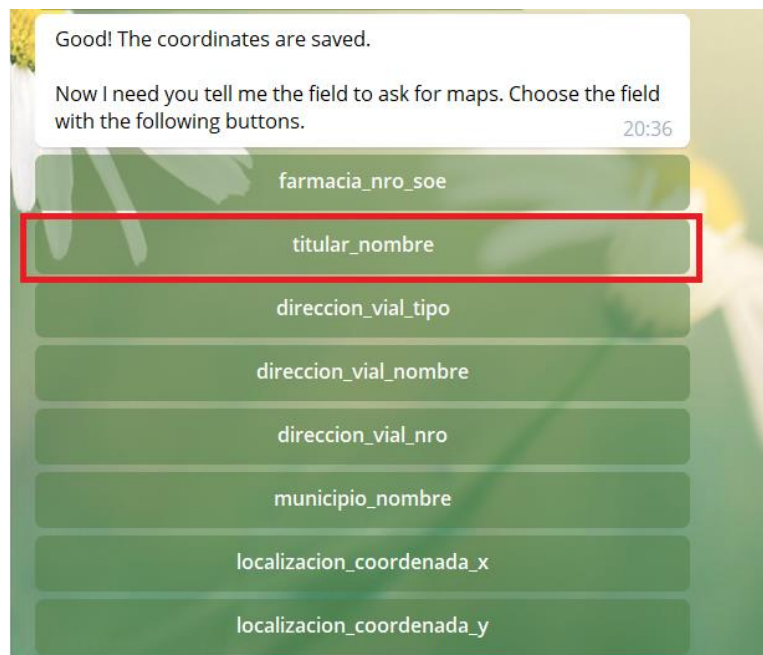 Good! The coordinates are saved.
Now I need you tell me the field to ask for maps. Choose the field
with the following buttons.
20:36
farmacia_nro_soe
titular_nombre
direccion_vial_tipo
direccion_vial_nombre
direccion_vial_nro
municipio_nombre
localizacion_coordenada_x
localizacion_coordenada_y